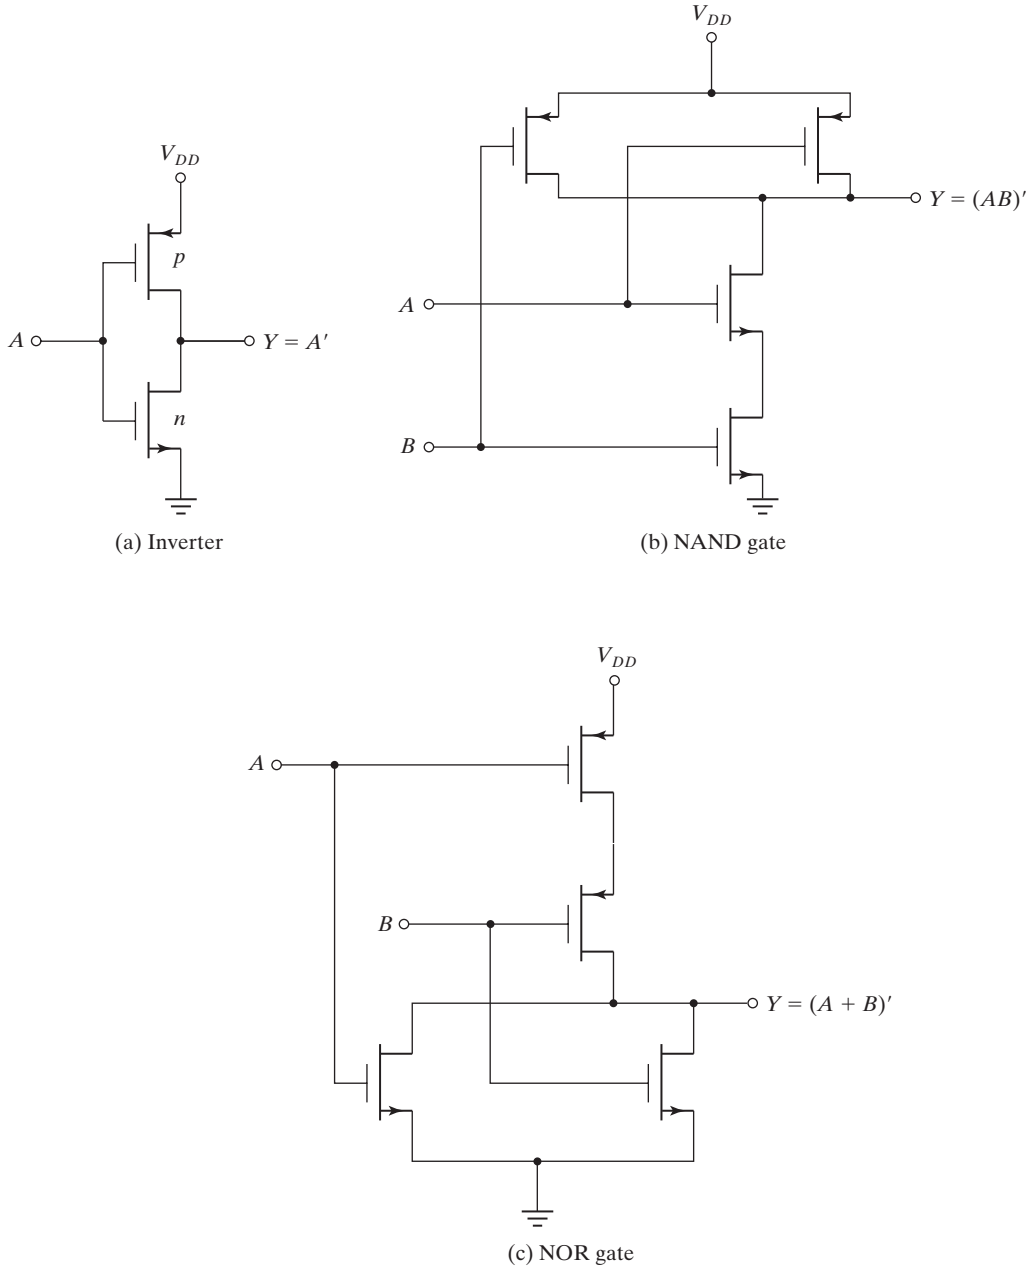 V_DD
p
A
Y = A′
n
(a) Inverter
V_DD
Y = (AB)′
A
B
(b) NAND gate
V_DD
A
B
Y = (A + B)′
(c) NOR gate